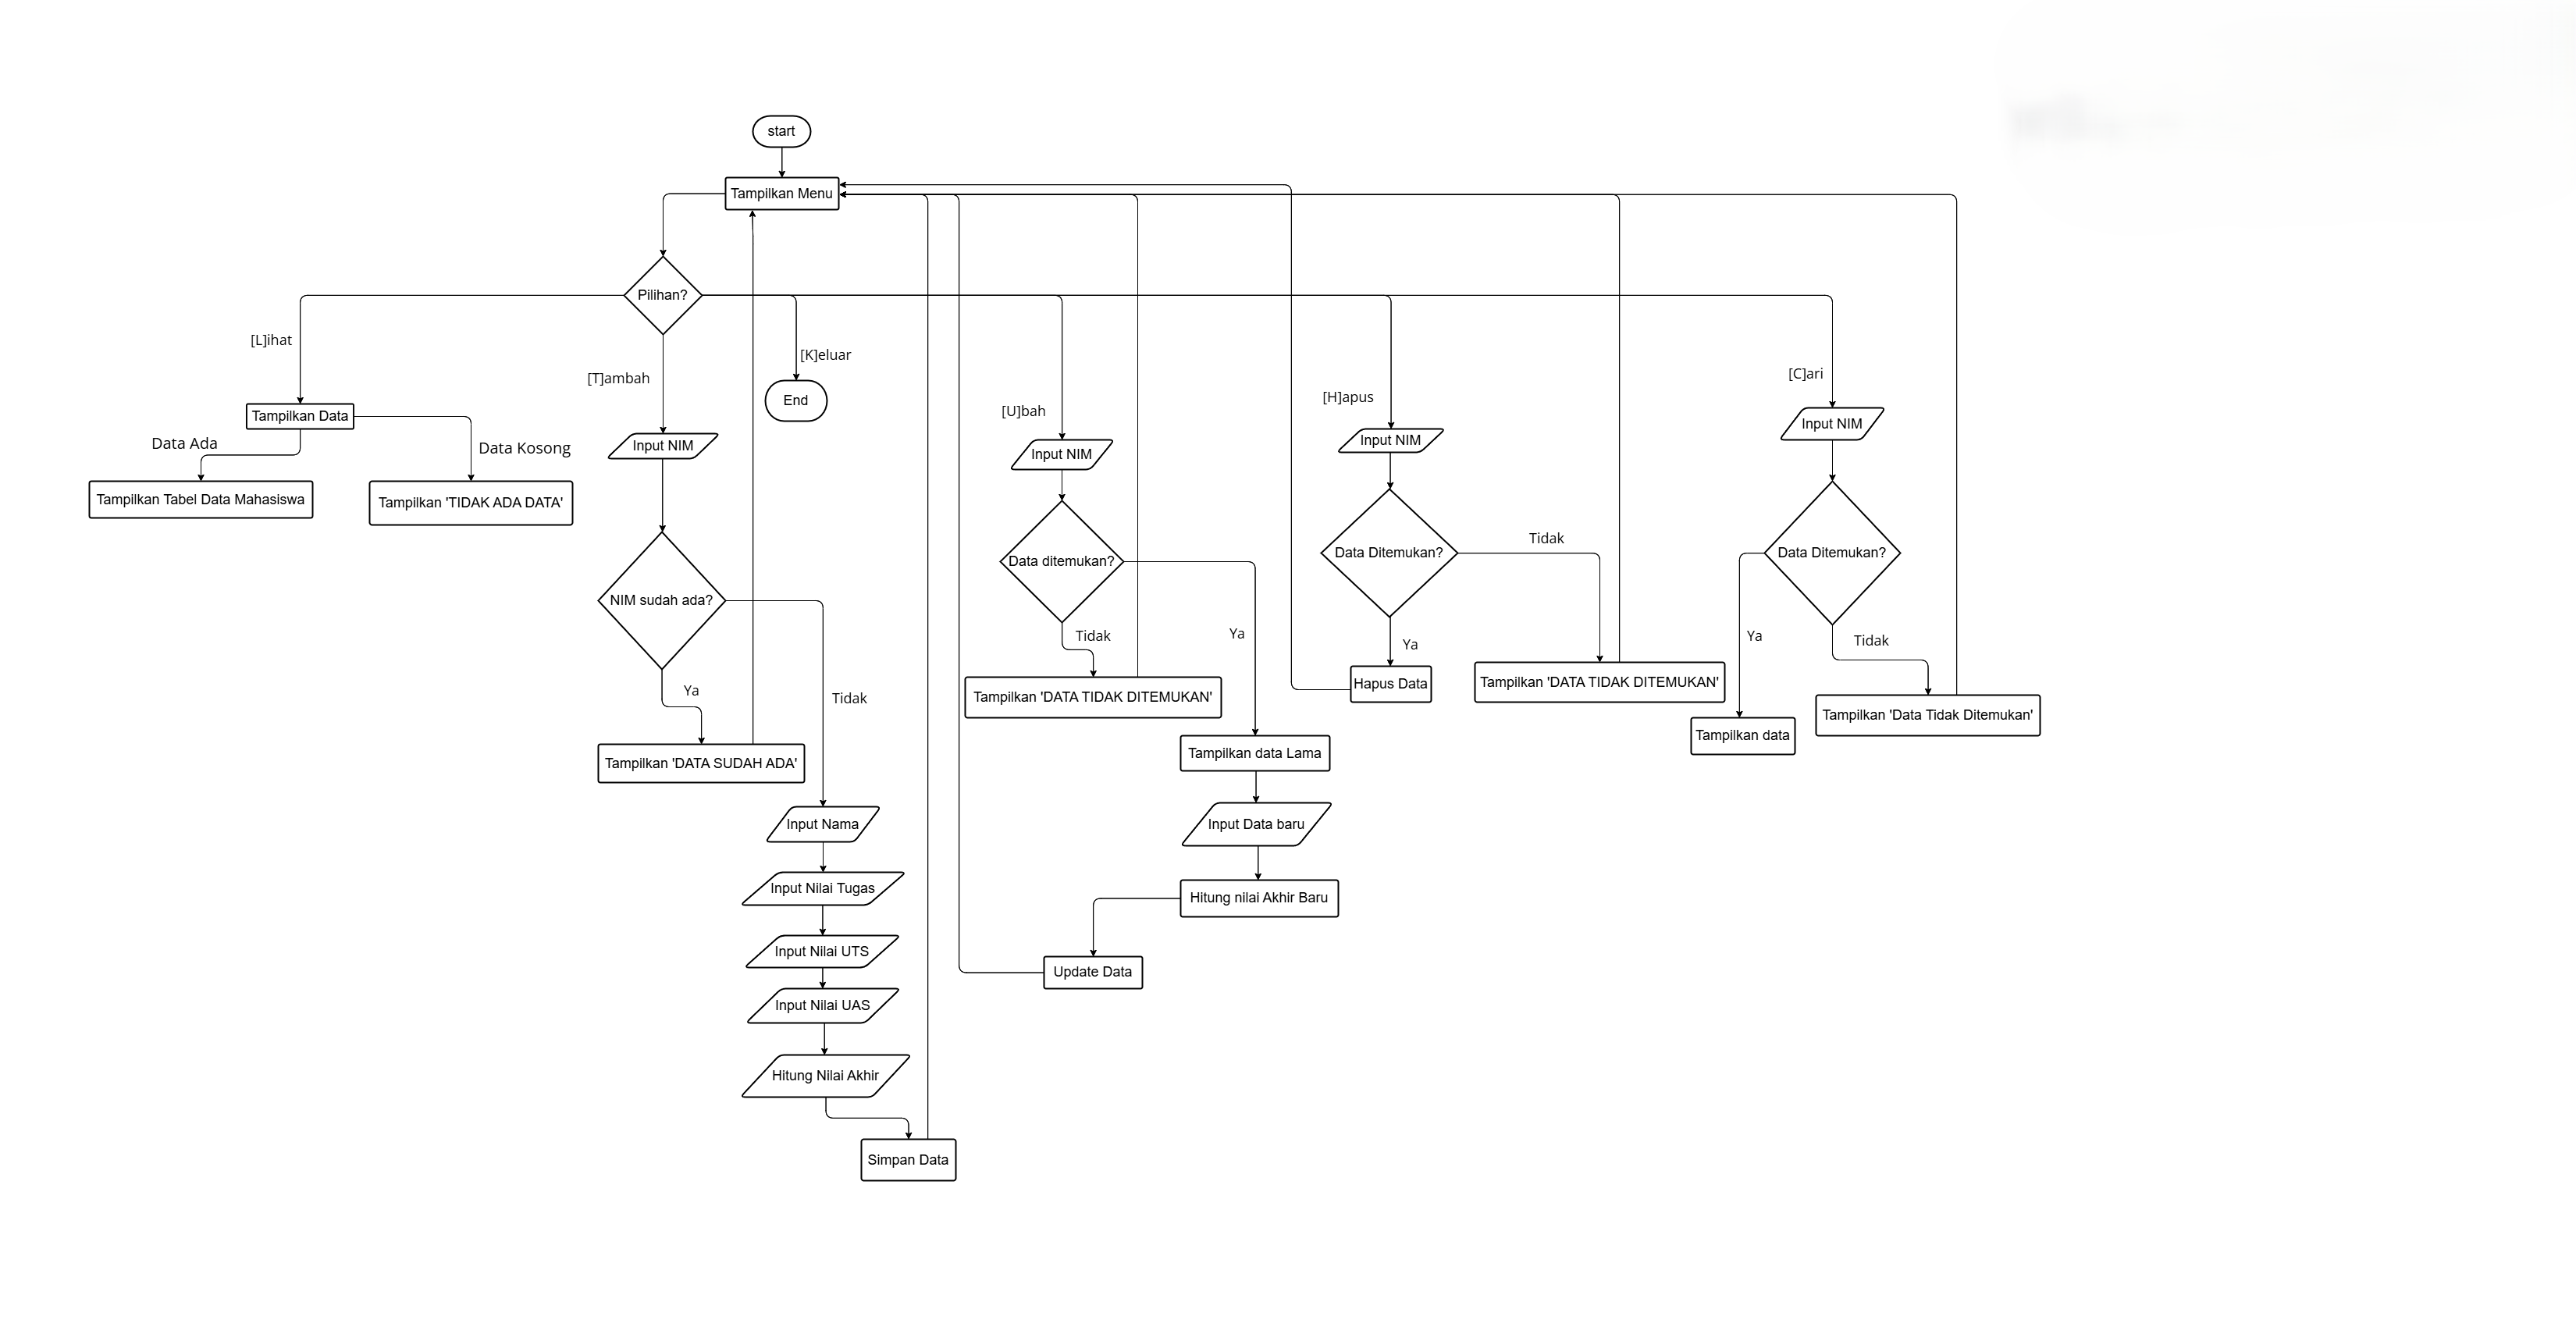 start
Tampilkan Menu
Pilihan?
[L]ihat
[T]ambah
[K]eluar
[U]bah
[H]apus
[C]ari
End
Tampilkan Data
Data Ada
Data Kosong
Tampilkan Tabel Data Mahasiswa
Tampilkan 'TIDAK ADA DATA'
Input NIM
NIM sudah ada?
Ya
Tidak
Tampilkan 'DATA SUDAH ADA'
Input Nama
Input Nilai Tugas
Input Nilai UTS
Input Nilai UAS
Hitung Nilai Akhir
Simpan Data
Input NIM
Data ditemukan?
Tidak
Ya
Tampilkan 'DATA TIDAK DITEMUKAN'
Tampilkan data Lama
Input Data baru
Hitung nilai Akhir Baru
Update Data
Input NIM
Data Ditemukan?
Tidak
Ya
Hapus Data
Tampilkan 'DATA TIDAK DITEMUKAN'
Input NIM
Data Ditemukan?
Ya
Tidak
Tampilkan data
Tampilkan 'Data Tidak Ditemukan'